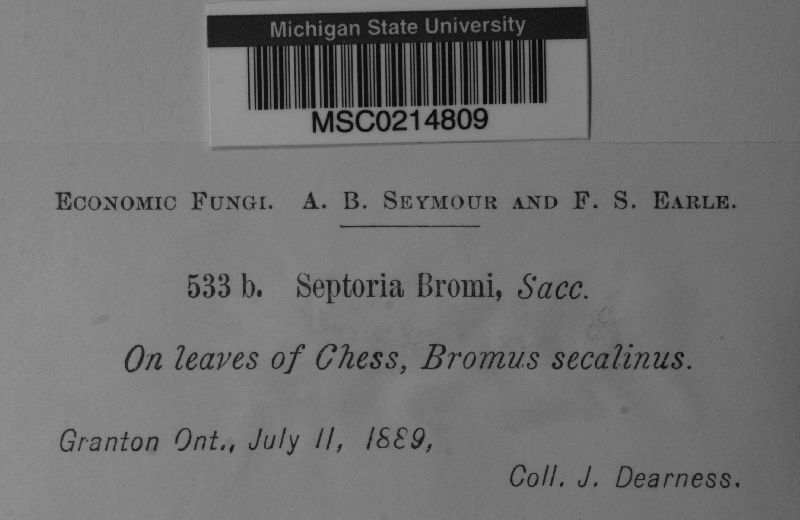 Michigan State University
MSC0214809
ECONOMIC FUNGI. A. B. SEYMOUR AND F. S. EARLE.
533 b. Septoria Bromi, Sacc.
On leaves of Chess, Bromus secalinus.
Granton Ont., July 11, 1889,
Coll. J. Dearness.